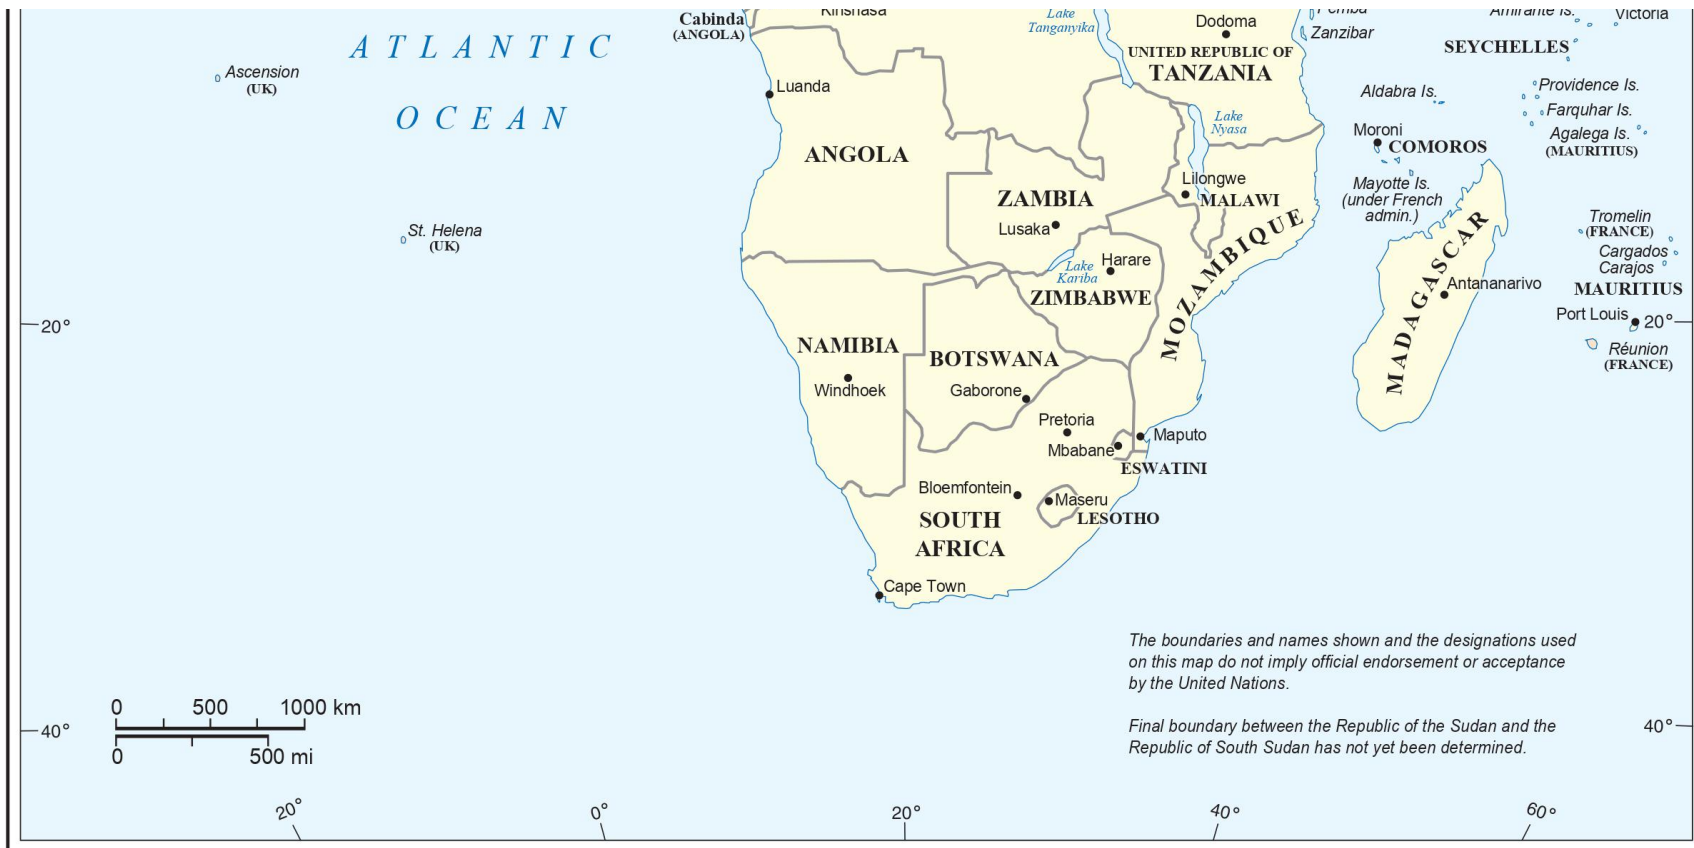 Kinshasa
Cabinda
(ANGOLA)
Lake
Tanganyika
Dodoma
Pemba
Zanzibar
Amirante Is.
Victoria
SEYCHELLES
ATLANTIC
OCEAN
Ascension
(UK)
Luanda
UNITED REPUBLIC OF
TANZANIA
Aldabra Is.
Providence Is.
Farquhar Is.
Agalega Is.
(MAURITIUS)
Lake
Nyasa
Moroni
COMOROS
ANGOLA
ZAMBIA
Lusaka
Lilongwe
MALAWI
Mayotte Is.
(under French
admin.)
St. Helena
(UK)
Tromelin
(FRANCE)
Cargados
Carajos
MAURITIUS
Port Louis
Réunion
(FRANCE)
Lake
Kariba
Harare
ZIMBABWE
MOZAMBIQUE
MADAGASCAR
Antananarivo
20°
20°
NAMIBIA
Windhoek
BOTSWANA
Gaborone
Pretoria
Mbabane
Maputo
ESWATINI
Bloemfontein
Maseru
LESOTHO
SOUTH
AFRICA
Cape Town
The boundaries and names shown and the designations used
on this map do not imply official endorsement or acceptance
by the United Nations.
Final boundary between the Republic of the Sudan and the
Republic of South Sudan has not yet been determined.
0 500 1000 km
0 500 mi
40°
40°
20° 0° 20° 40° 60°